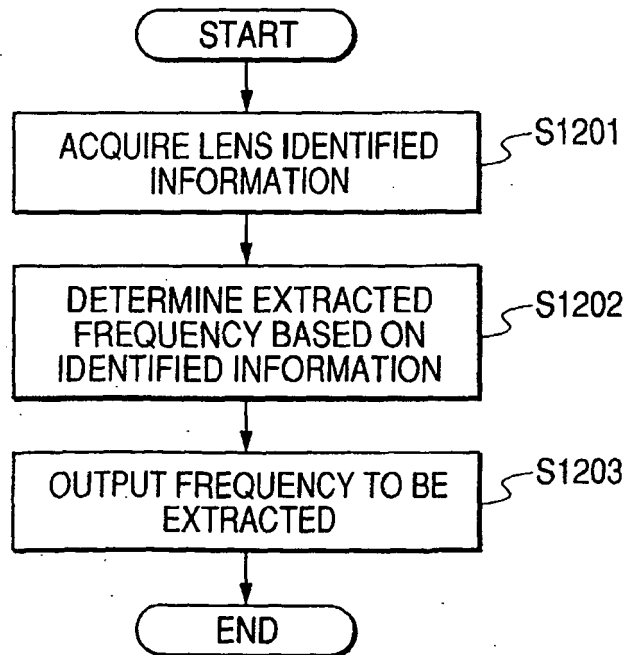 START
ACQUIRE LENS IDENTIFIED
INFORMATION
S1201
DETERMINE EXTRACTED
FREQUENCY BASED ON
IDENTIFIED INFORMATION
S1202
OUTPUT FREQUENCY TO BE
EXTRACTED
S1203
END